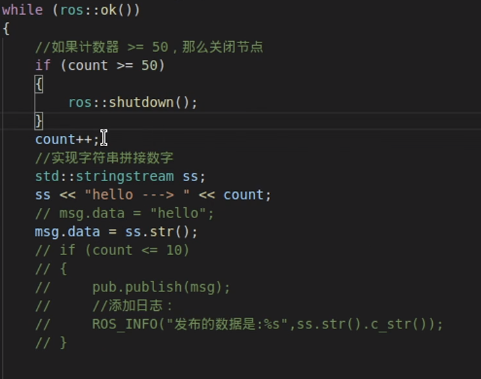 while (ros::ok())
{
    //如果计数器 >= 50，那么关闭节点
    if (count >= 50)
    {
        ros::shutdown();
    }
    count++;
    //实现字符串拼接数字
    std::stringstream ss;
    ss << "hello ---> " << count;
    // msg.data = "hello";
    msg.data = ss.str();
    // if (count <= 10)
    // {
    //     pub.publish(msg);
    //     //添加日志：
    //     ROS_INFO("发布的数据是:%s",ss.str().c_str());
    // }